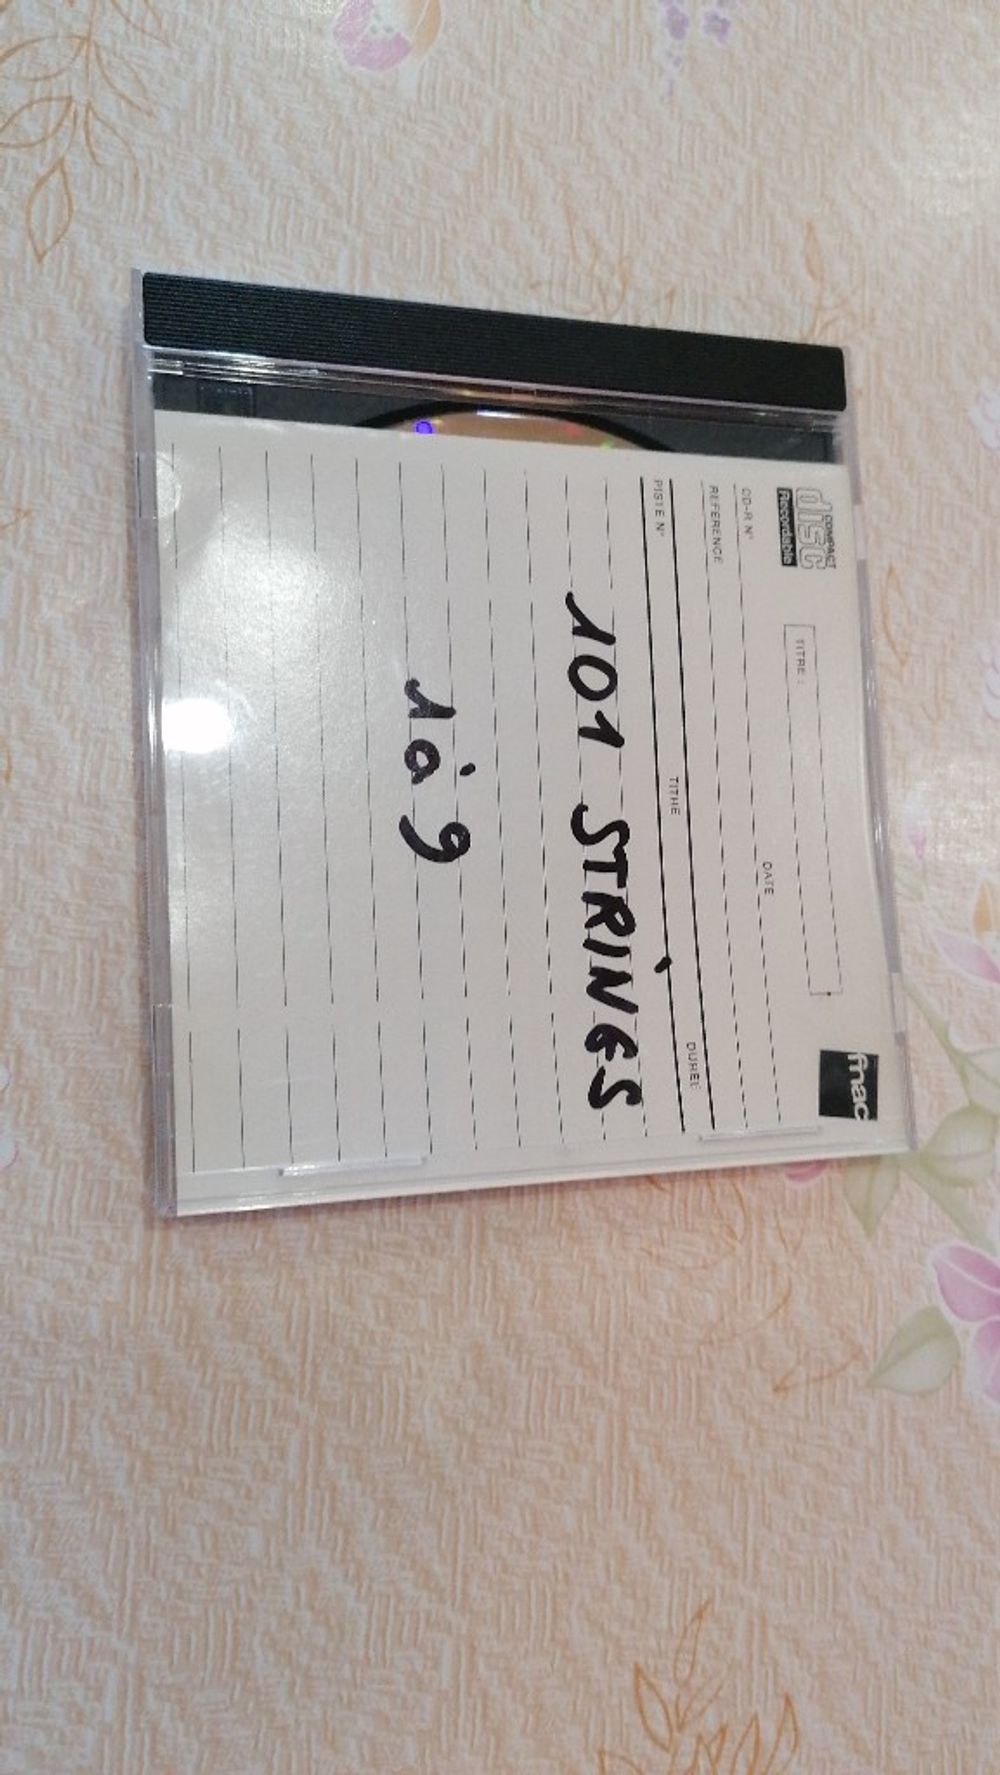 COMPACT
disc
Recordable
TITRE :
fnac
CD-R N°
DATE
REFERENCE
PISTE N°
TITRE
DUREE
101 STRINGS
1 à 9